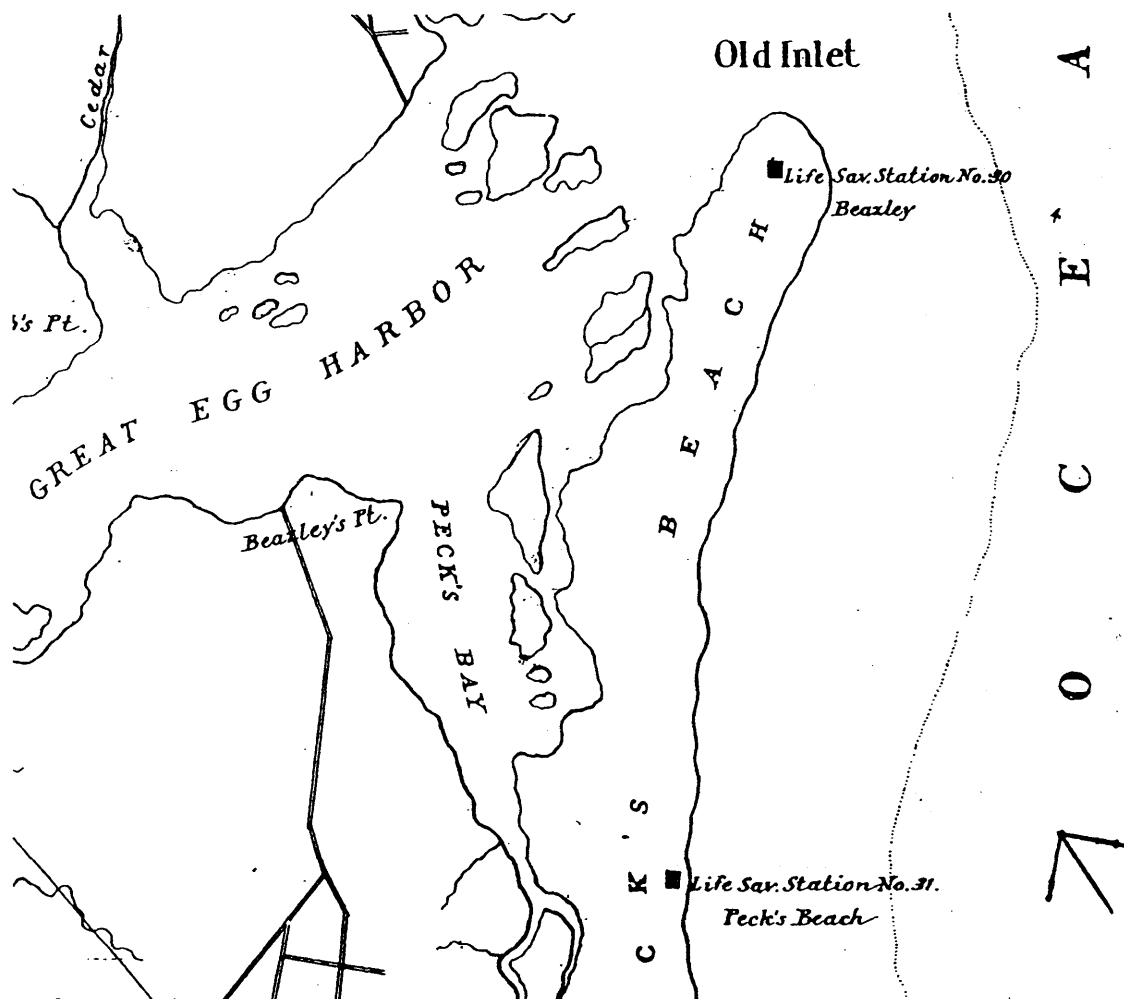 Old Inlet
Cedar
Life Sav. Station No. 30
Beazley
4
's Pt.
GREAT EGG HARBOR
Beazley's Pt.
PECK's BAY
CK'S BEACH
Life Sav. Station No. 31.
Peck's Beach
OCEA